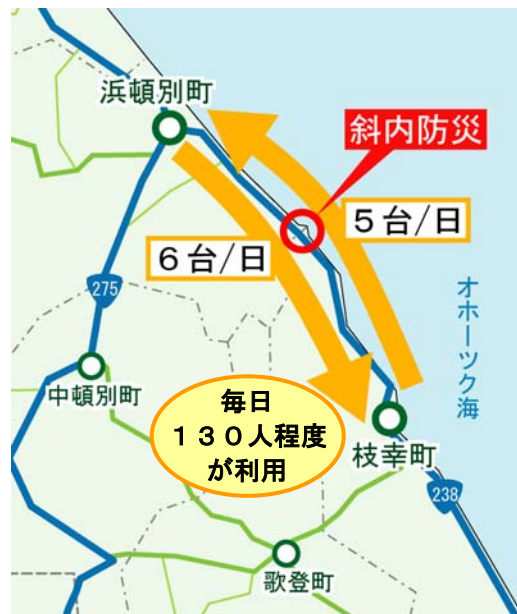 浜頓別町
斜内防災
5台/日
6台/日
275
オホーツク海
中頓別町
毎日
130人程度
が利用
枝幸町
238
歌登町